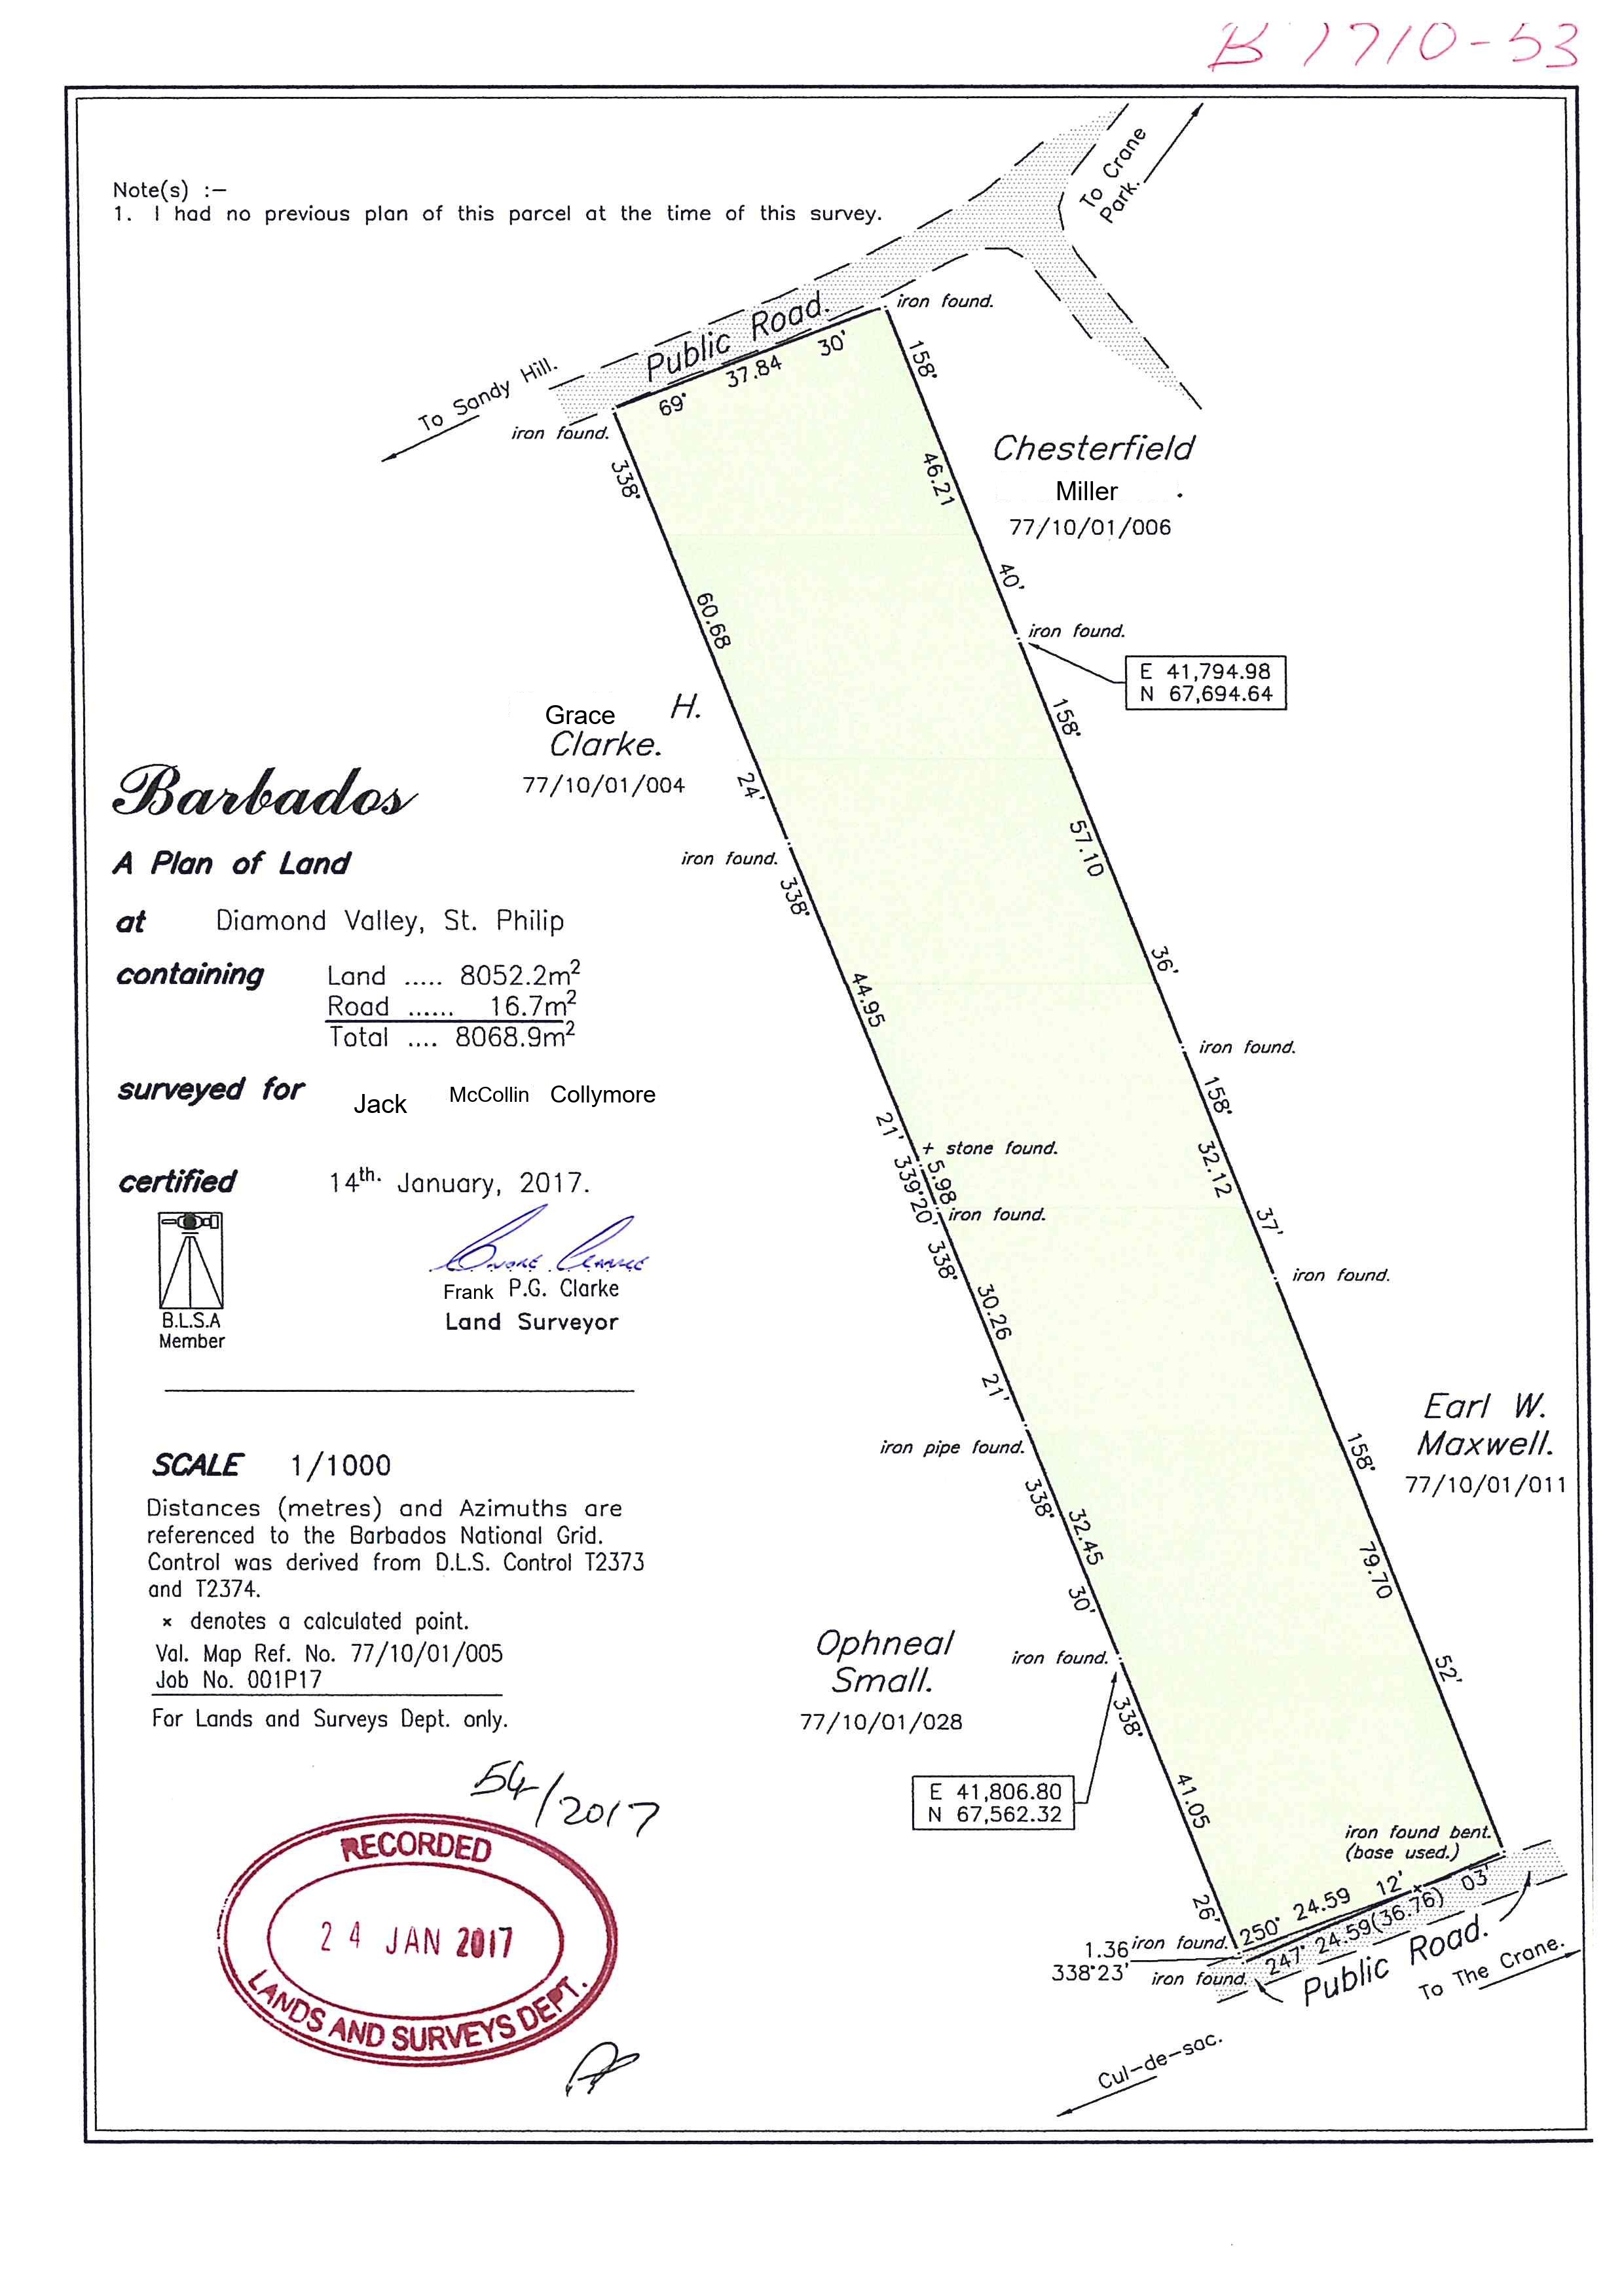 B 1710-53
Note(s) :-
1. I had no previous plan of this parcel at the time of this survey.
To Crane
Park.
iron found.
Public Road.
69° 37.84 30'
To Sandy Hill.
iron found.
158° 46.21 40'
338° 60.68 24'
Chesterfield
Miller .
77/10/01/006
iron found.
E 41,794.98
N 67,694.64
Grace H.
Clarke.
77/10/01/004
158° 57.10 36'
Barbados
A Plan of Land
iron found.
at Diamond Valley, St. Philip
containing Land ..... 8052.2m²
Road ...... 16.7m²
Total .... 8068.9m²
338° 44.95 21'
iron found.
surveyed for Jack McCollin Collymore
158° 32.12 37'
+ stone found.
339°20' 5.98
iron found.
certified 14th. January, 2017.
B.L.S.A
Member
Frank P.G. Clarke
Land Surveyor
338° 30.26 21'
iron found.
Earl W.
Maxwell.
77/10/01/011
158° 79.70 52'
iron pipe found.
SCALE 1/1000
Distances (metres) and Azimuths are
referenced to the Barbados National Grid.
Control was derived from D.L.S. Control T2373
and T2374.
× denotes a calculated point.
Val. Map Ref. No. 77/10/01/005
Job No. 001P17
For Lands and Surveys Dept. only.
338° 32.45 30'
Ophneal
Small.
77/10/01/028
iron found.
338° 41.05 26'
E 41,806.80
N 67,562.32
54/2017
RECORDED
24 JAN 2017
LANDS AND SURVEYS DEPT.
iron found bent.
(base used.)
250° 24.59 12'
247° 24.59(36.76) 03'
1.36 iron found.
338°23' iron found.
Public Road.
To The Crane.
Cul-de-sac.